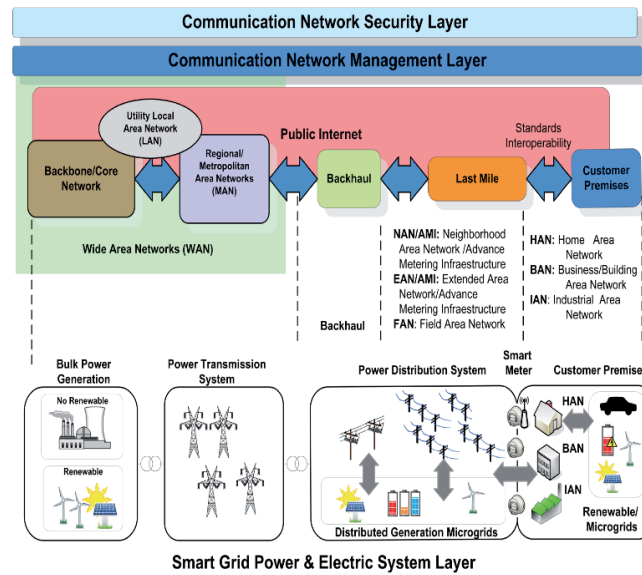 Communication Network Security Layer
Communication Network Management Layer
Utility Local
Area Network
(LAN)
Public Internet
Standards
Interoperability
Backbone/Core
Network
Regional/
Metropolitan
Area Networks
(MAN)
Backhaul
Last Mile
Customer
Premises
Wide Area Networks (WAN)
NAN/AMI: Neighborhood
Area Network /Advance
Metering Infraestructure
EAN/AMI: Extended Area
Network/Advance
Metering Infraestructure
FAN: Field Area Network
HAN: Home Area
Network
BAN: Business/Building
Area Network
IAN: Industrial Area
Network
Backhaul
Bulk Power
Generation
Power Transmission
System
Power Distribution System
Smart
Meter
Customer Premise
No Renewable
Renewable
HAN
BAN
IAN
Distributed Generation Microgrids
Renewable/
Microgrids
Smart Grid Power & Electric System Layer